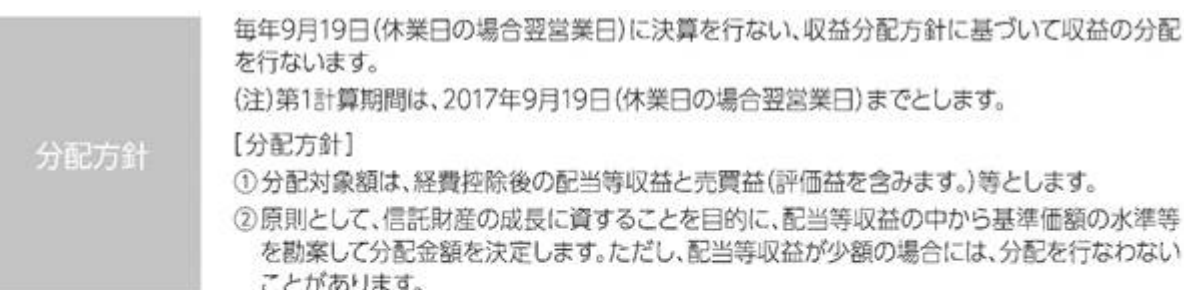 分配方針
毎年9月19日(休業日の場合翌営業日)に決算を行ない、収益分配方針に基づいて収益の分配
を行ないます。
(注)第1計算期間は、2017年9月19日(休業日の場合翌営業日)までとします。
[分配方針]
①分配対象額は、経費控除後の配当等収益と売買益(評価益を含みます。)等とします。
②原則として、信託財産の成長に資することを目的に、配当等収益の中から基準価額の水準等
を勘案して分配金額を決定します。ただし、配当等収益が少額の場合には、分配を行なわない
ことがあります。